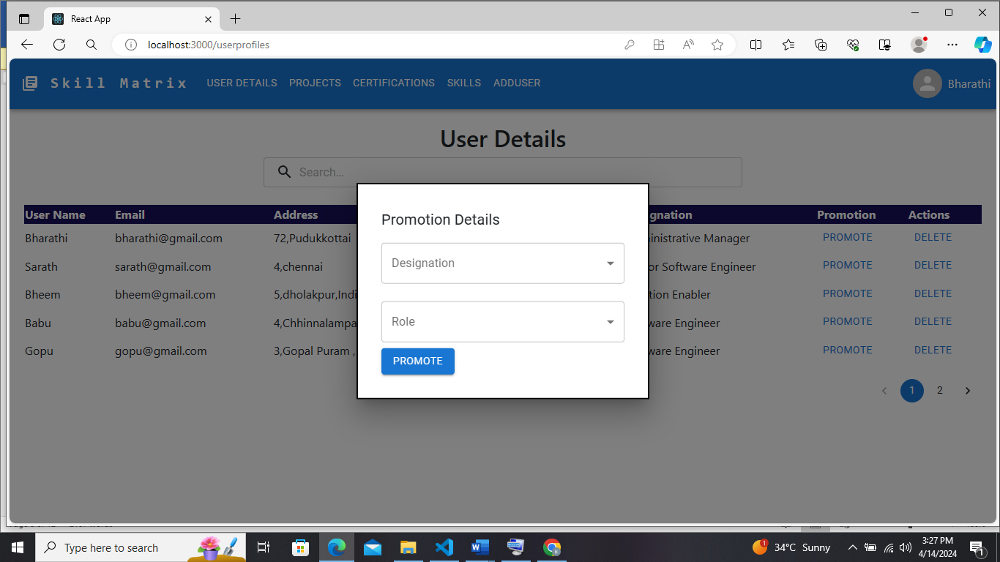 React App
localhost:3000/userprofiles
Skill Matrix USER DETAILS PROJECTS CERTIFICATIONS SKILLS ADDUSER Bharathi
User Details
Search...
User Name Email Address gnation Promotion Actions
Bharathi bharathi@gmail.com 72,Pudukkottai inistrative Manager PROMOTE DELETE
Sarath sarath@gmail.com 4,chennai or Software Engineer PROMOTE DELETE
Bheem bheem@gmail.com 5,dholakpur,Indi tion Enabler PROMOTE DELETE
Babu babu@gmail.com 4,Chhinnalampa ware Engineer PROMOTE DELETE
Gopu gopu@gmail.com 3,Gopal Puram , ware Engineer PROMOTE DELETE
1 2
Promotion Details
Designation
Role
PROMOTE
Type here to search
1
34°C Sunny
3:27 PM
4/14/2024
1